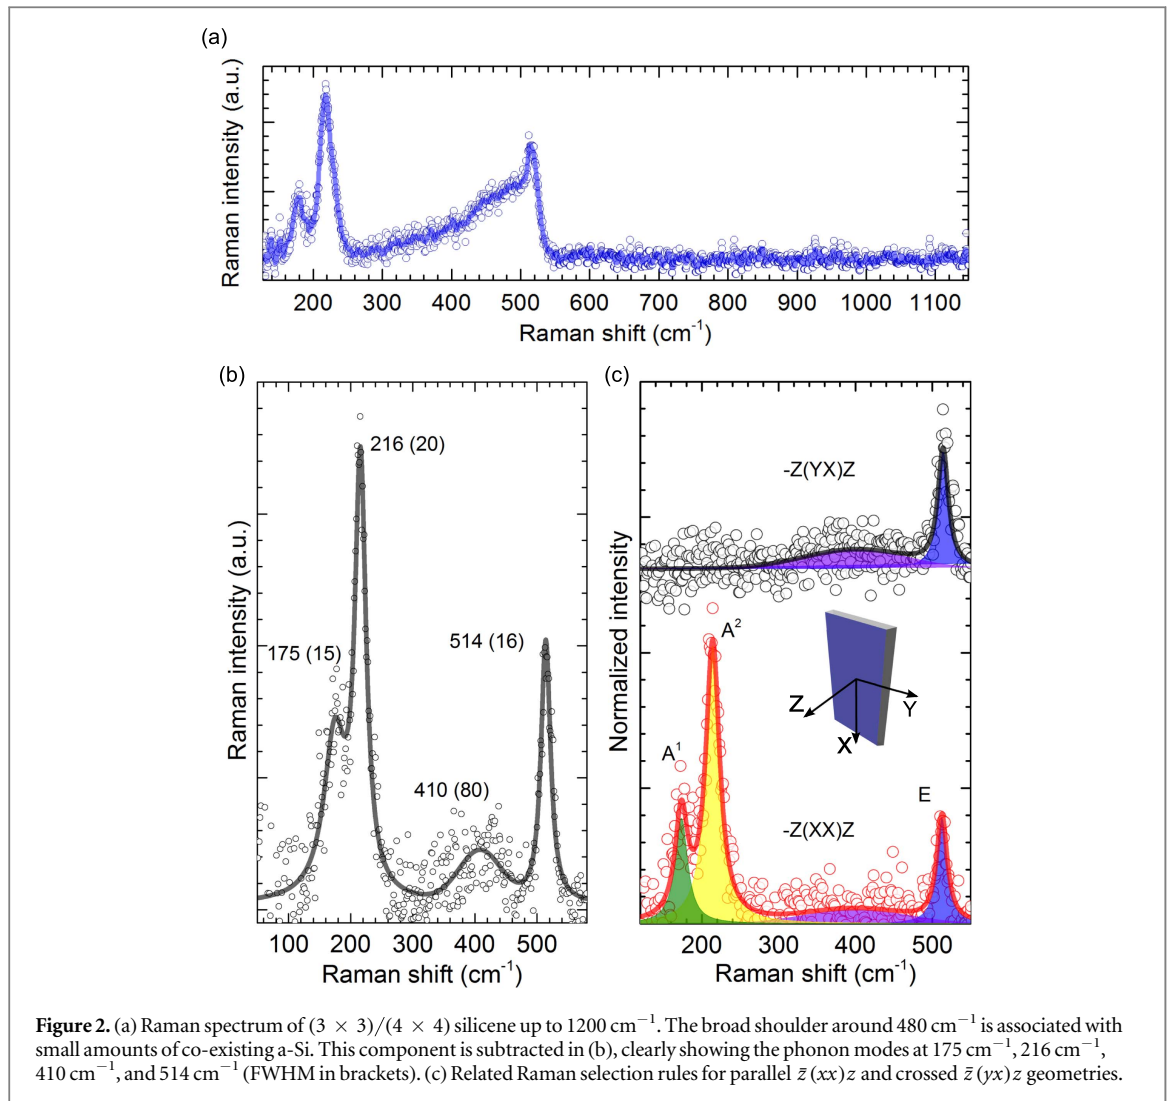 (a)
Raman intensity (a.u.)
200 300 400 500 600 700 800 900 1000 1100
Raman shift (cm⁻¹)
(b)
216 (20)
175 (15)
514 (16)
410 (80)
Raman intensity (a.u.)
100 200 300 400 500
Raman shift (cm⁻¹)
(c)
-Z(YX)Z
A²
Z
Y
X
A¹
E
-Z(XX)Z
Normalized intensity
200 300 400 500
Raman shift (cm⁻¹)
Figure 2. (a) Raman spectrum of (3 × 3)/(4 × 4) silicene up to 1200 cm⁻¹. The broad shoulder around 480 cm⁻¹ is associated with
small amounts of co-existing a-Si. This component is subtracted in (b), clearly showing the phonon modes at 175 cm⁻¹, 216 cm⁻¹,
410 cm⁻¹, and 514 cm⁻¹ (FWHM in brackets). (c) Related Raman selection rules for parallel z̄(xx)z and crossed z̄(yx)z geometries.